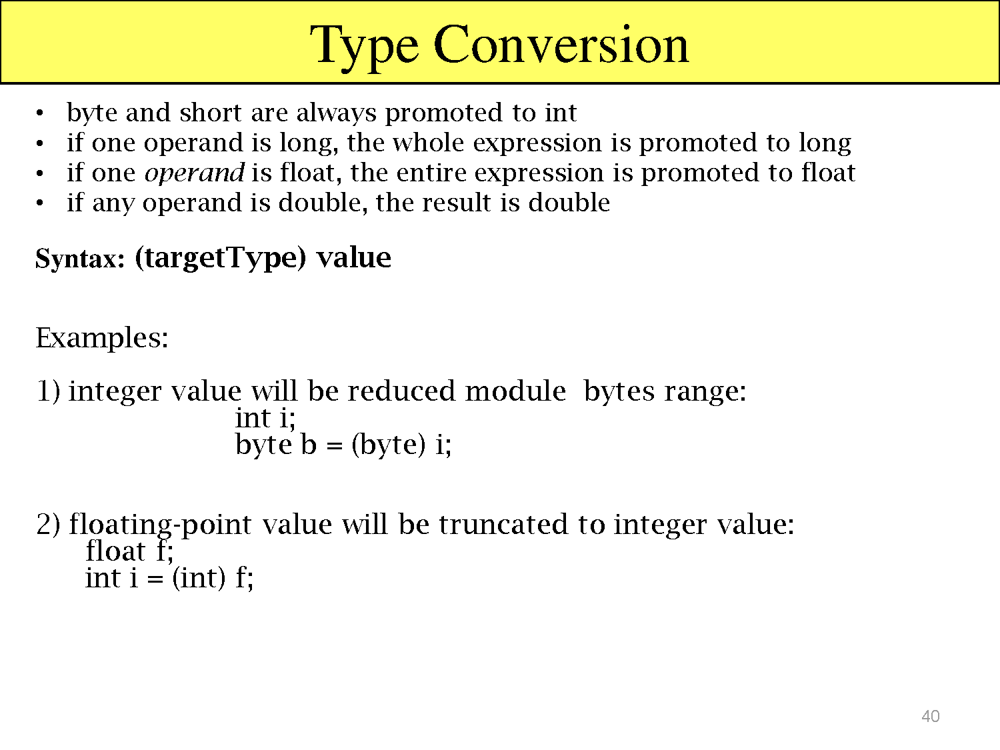 Type Conversion
• byte and short are always promoted to int
• if one operand is long, the whole expression is promoted to long
• if one operand is float, the entire expression is promoted to float
• if any operand is double, the result is double
Syntax: (targetType) value
Examples:
1) integer value will be reduced module bytes range:
int i;
byte b = (byte) i;
2) floating-point value will be truncated to integer value:
float f;
int i = (int) f;
40